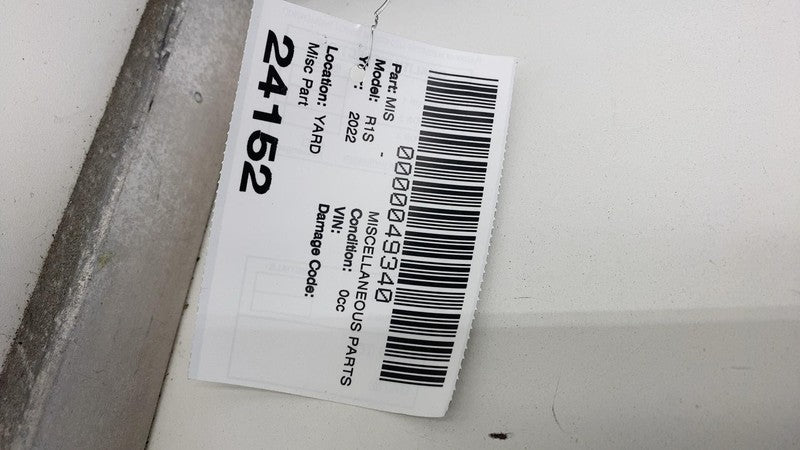 0000049340
Part: MIS - MISCELLANEOUS PARTS
Model: R1S Condition: 0cc
2022 VIN:
Location: YARD Damage Code:
Misc Part
24152